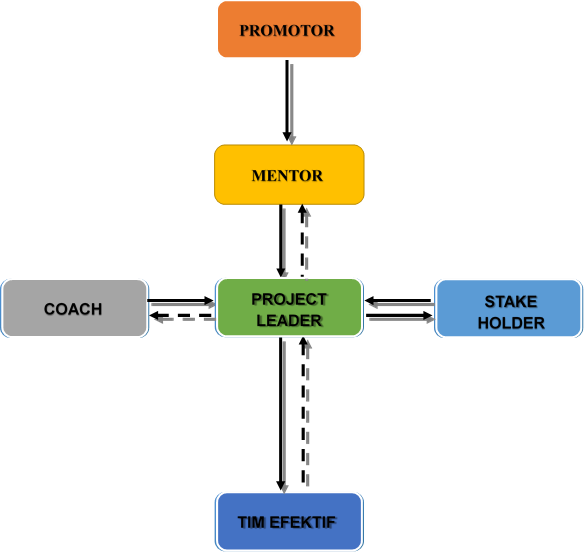 PROMOTOR
MENTOR
COACH
PROJECT
LEADER
STAKE
HOLDER
TIM EFEKTIF